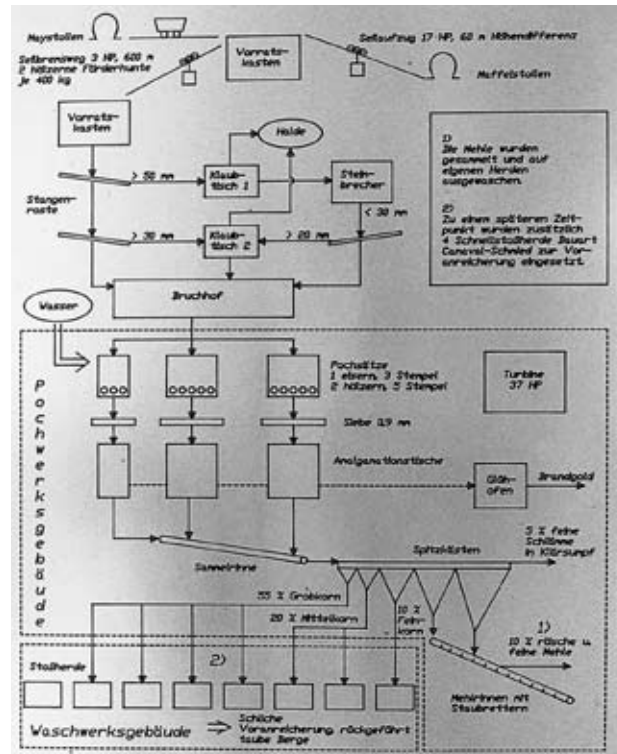 Seilaufzug 17 HP, 60 m Höhendifferenz
Maystollen
Seilbremsweg 3 HP, 600 m
2 hölzerne Förderhunte
je 400 kg
Vorrats-
kasten
Maffelstollen
Vorrats-
kasten
Halde
> 50 mm
Klaub-
tisch 1
Stein-
brecher
Stangen-
roste
< 30 mm
> 30 mm
Klaub-
tisch 2
> 20 mm
1)
Die Mehle wurden
gesammelt und auf
eigenen Herden
ausgewaschen.
2)
Zu einem späteren Zeit-
punkt wurden zusätzlich
4 Schnellstoßherde Bauart
Canaval-Schmied zur Vor-
anreicherung eingesetzt.
Bruchhof
Wasser
Pochwerksgebäude
Pochsätze
1 eisern, 3 Stempel
2 hölzern, 5 Stempel
Turbine
37 HP
Siebe 0,9 mm
Amalgamationstische
Glüh-
ofen
Brandgold
Sammelrinne
Spitzkästen
5 % feine
Schlämme
in Klärsumpf
55 % Grobkorn
20 % Mittelkorn
10 %
Fein-
korn
1)
10 % rösche u.
feine Mehle
Mehlrinnen mit
Staubrettern
2)
Stoßherde
Waschwerksgebäude
Schliche
Voranreicherung, rückgeführt
taube Berge